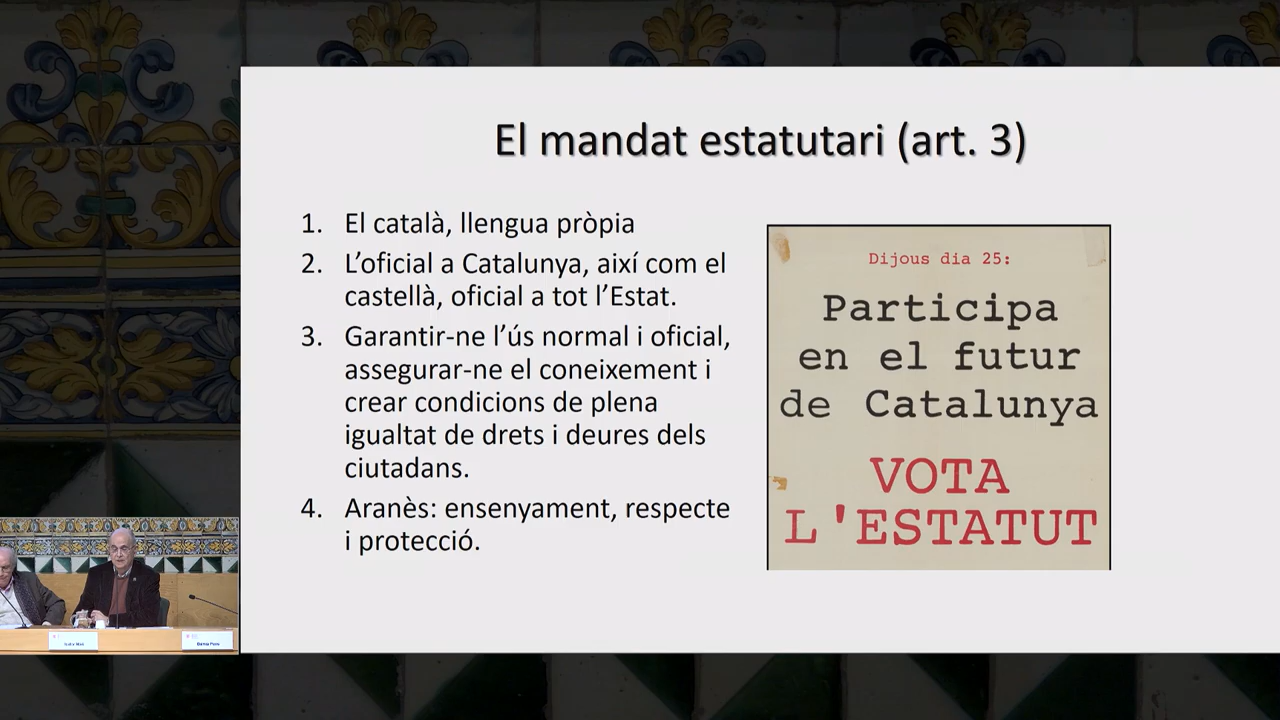 El mandat estatutari (art. 3)
1. El català, llengua pròpia
2. L’oficial a Catalunya, així com el
castellà, oficial a tot l’Estat.
3. Garantir-ne l’ús normal i oficial,
assegurar-ne el coneixement i
crear condicions de plena
igualtat de drets i deures dels
ciutadans.
4. Aranès: ensenyament, respecte
i protecció.
Dijous dia 25:
Participa
en el futur
de Catalunya
VOTA
L'ESTATUT